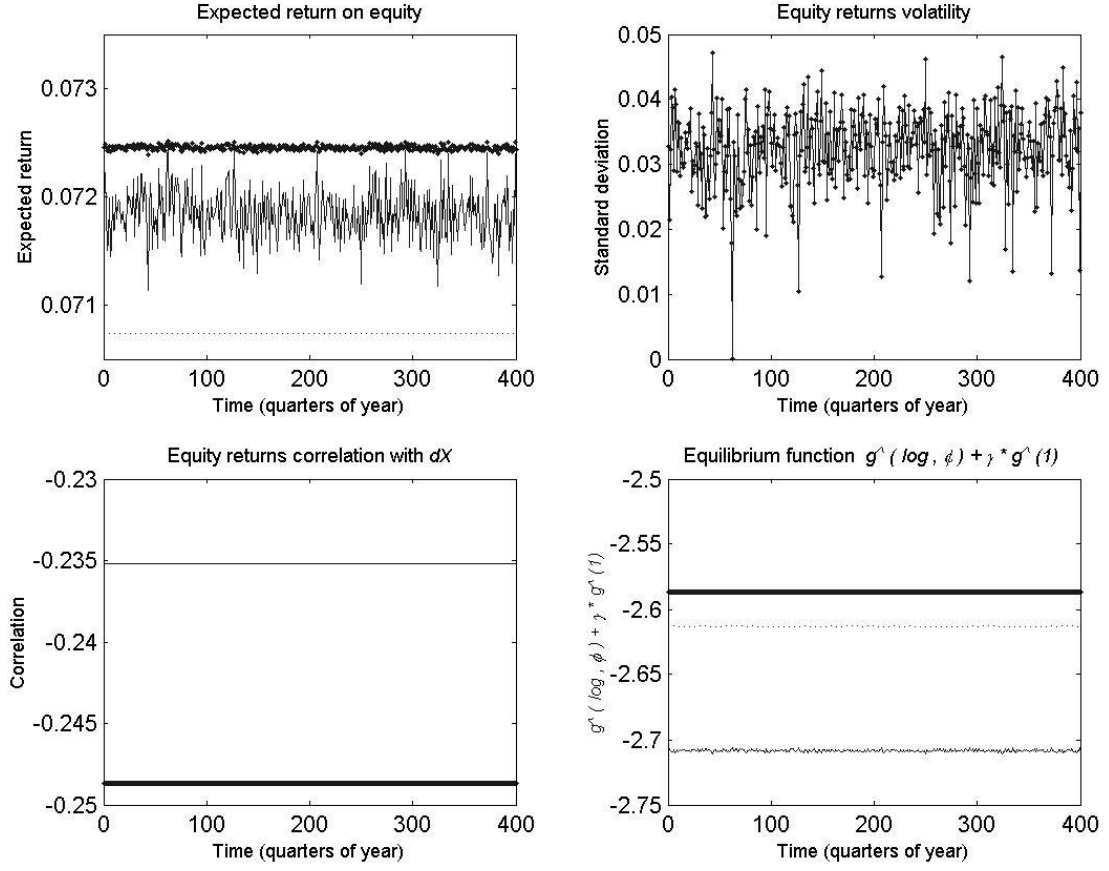 Expected return on equity
Expected return
0.073
0.072
0.071
0 100 200 300 400
Time (quarters of year)
Equity returns volatility
Standard deviation
0.05
0.04
0.03
0.02
0.01
0
0 100 200 300 400
Time (quarters of year)
Equity returns correlation with dX
Correlation
-0.23
-0.235
-0.24
-0.245
-0.25
0 100 200 300 400
Time (quarters of year)
Equilibrium function g^ ( log , ϕ ) + γ * g^ (1)
g^ ( log , ϕ ) + γ * g^ (1)
-2.5
-2.55
-2.6
-2.65
-2.7
-2.75
0 100 200 300 400
Time (quarters of year)